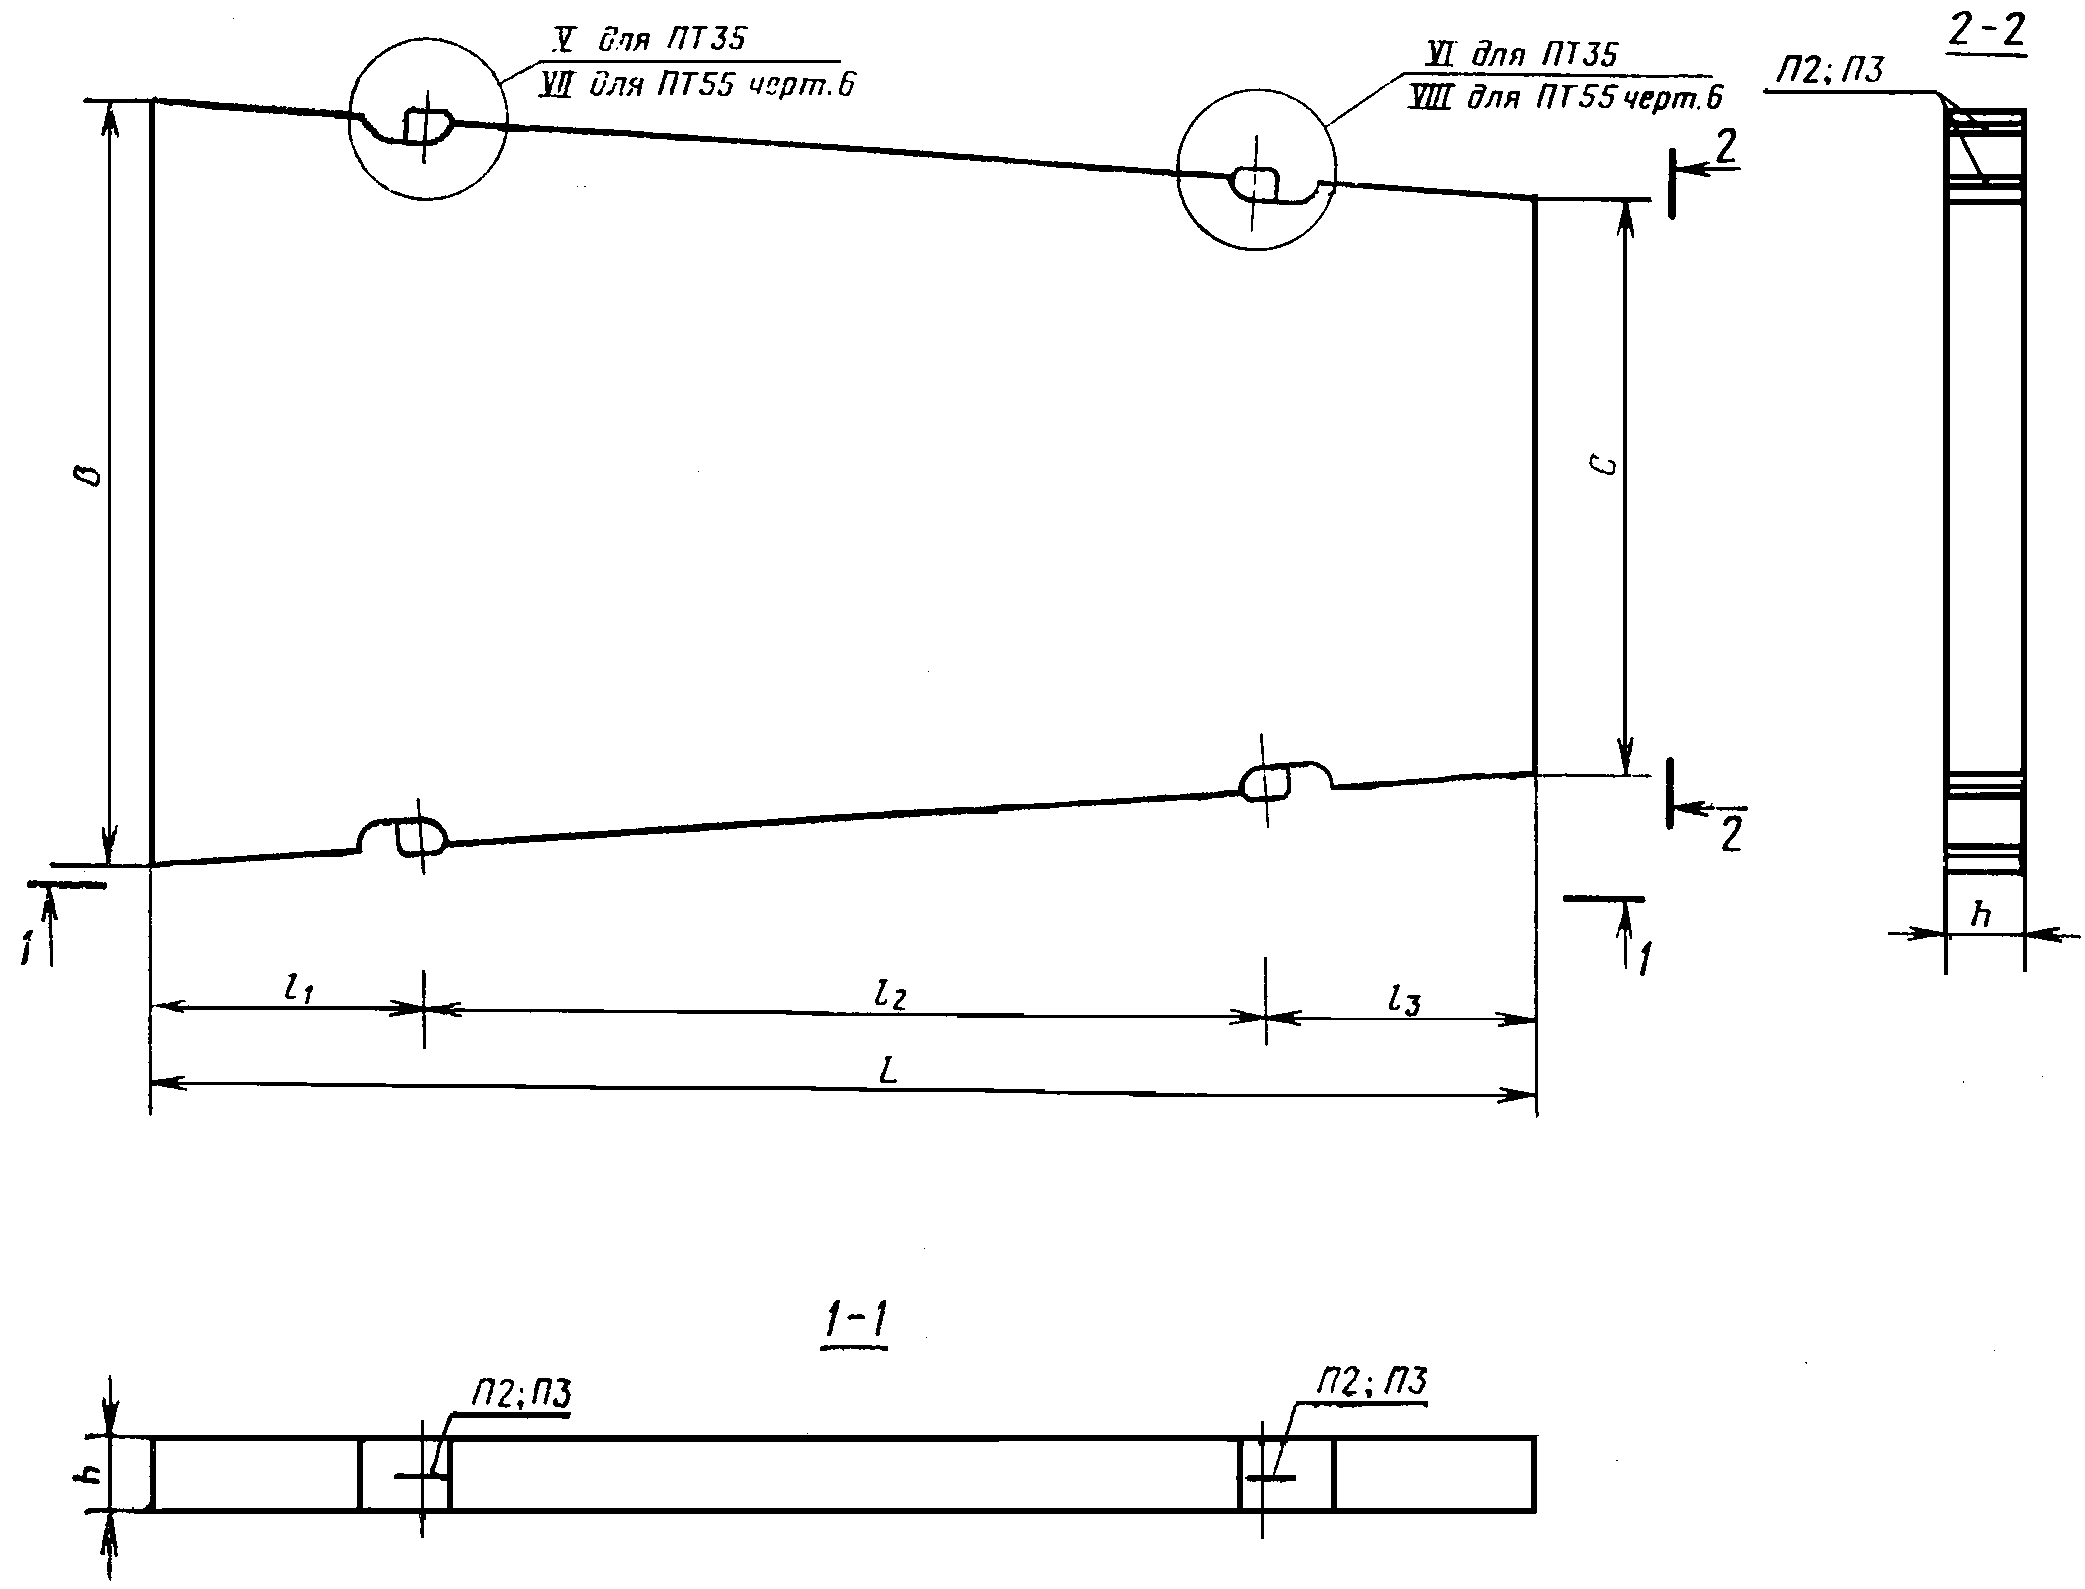 V для ПТ35
VII для ПТ55 черт.6
VI для ПТ35
VIII для ПТ55 черт.6
2-2
П2; П3
2
B
C
2
1
1
h
l1
l2
l3
L
1-1
П2; П3
П2; П3
h